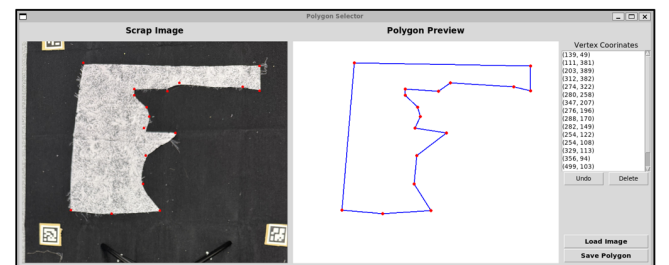 Polygon Selector
Scrap Image
Polygon Preview
Vertex Coorinates
(139, 49)
(111, 381)
(203, 389)
(312, 382)
(274, 322)
(280, 258)
(347, 207)
(276, 196)
(288, 170)
(282, 149)
(254, 122)
(254, 108)
(329, 113)
(356, 94)
(499, 103)
Undo
Delete
Load Image
Save Polygon